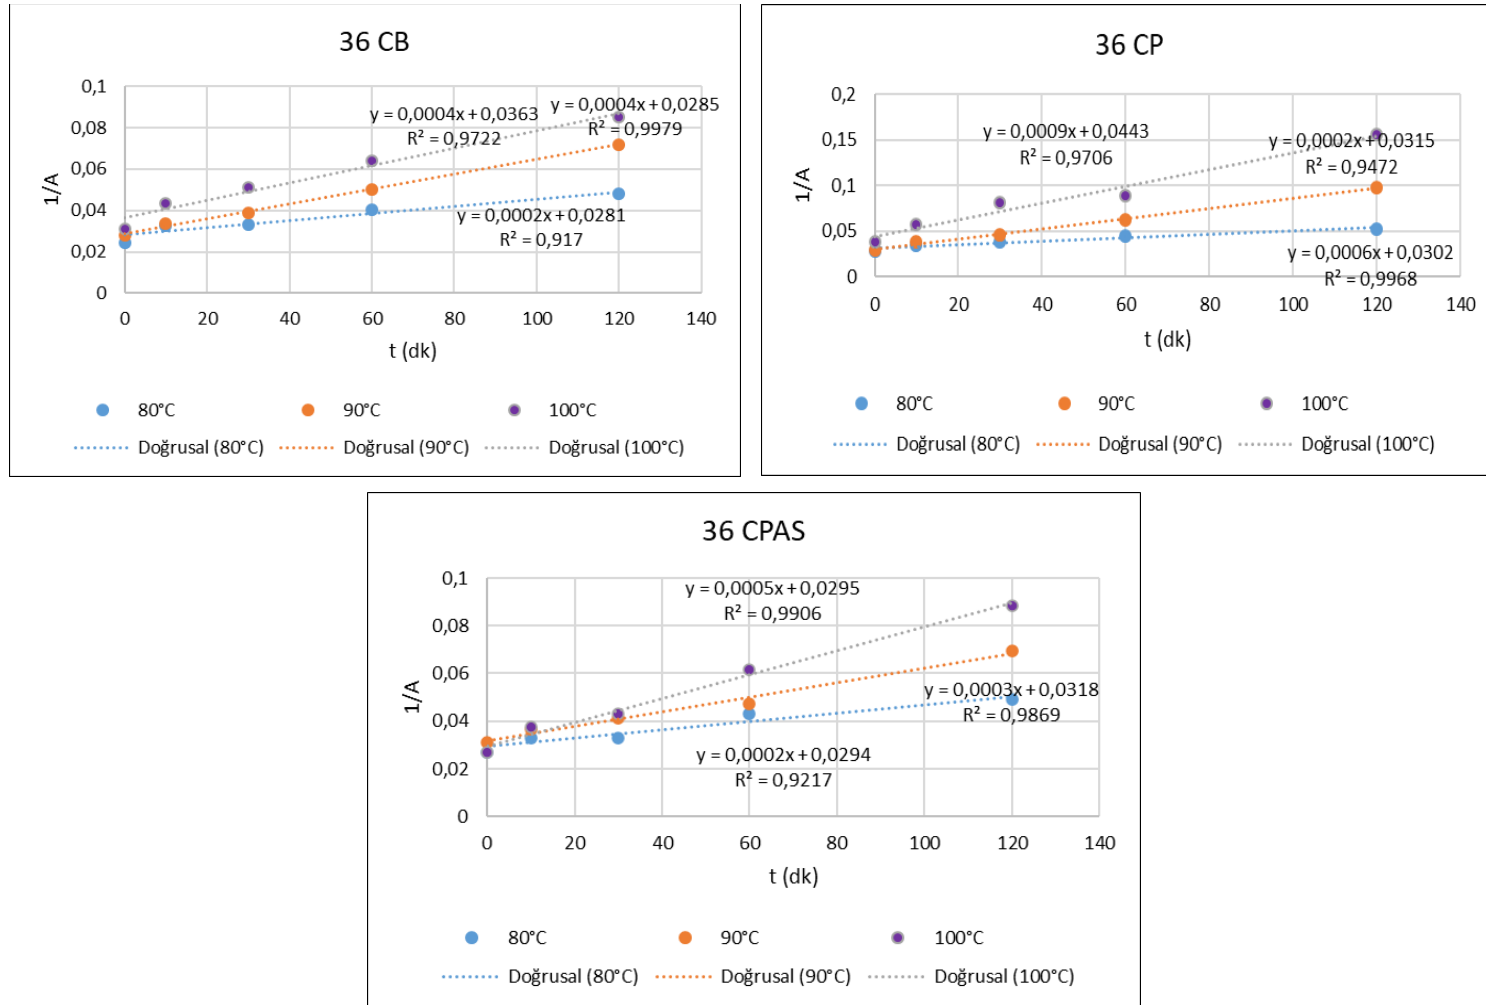 36 CB
0,1
0,08
0,06
0,04
0,02
0
1/A
y = 0,0004x + 0,0363
R² = 0,9722
y = 0,0004x + 0,0285
R² = 0,9979
y = 0,0002x + 0,0281
R² = 0,917
0 20 40 60 80 100 120 140
t (dk)
80°C 90°C 100°C
Doğrusal (80°C) Doğrusal (90°C) Doğrusal (100°C)
36 CP
0,2
0,15
0,1
0,05
0
1/A
y = 0,0009x + 0,0443
R² = 0,9706
y = 0,0002x + 0,0315
R² = 0,9472
y = 0,0006x + 0,0302
R² = 0,9968
0 20 40 60 80 100 120 140
t (dk)
80°C 90°C 100°C
Doğrusal (80°C) Doğrusal (90°C) Doğrusal (100°C)
36 CPAS
0,1
0,08
0,06
0,04
0,02
0
1/A
y = 0,0005x + 0,0295
R² = 0,9906
y = 0,0003x + 0,0318
R² = 0,9869
y = 0,0002x + 0,0294
R² = 0,9217
0 20 40 60 80 100 120 140
t (dk)
80°C 90°C 100°C
Doğrusal (80°C) Doğrusal (90°C) Doğrusal (100°C)